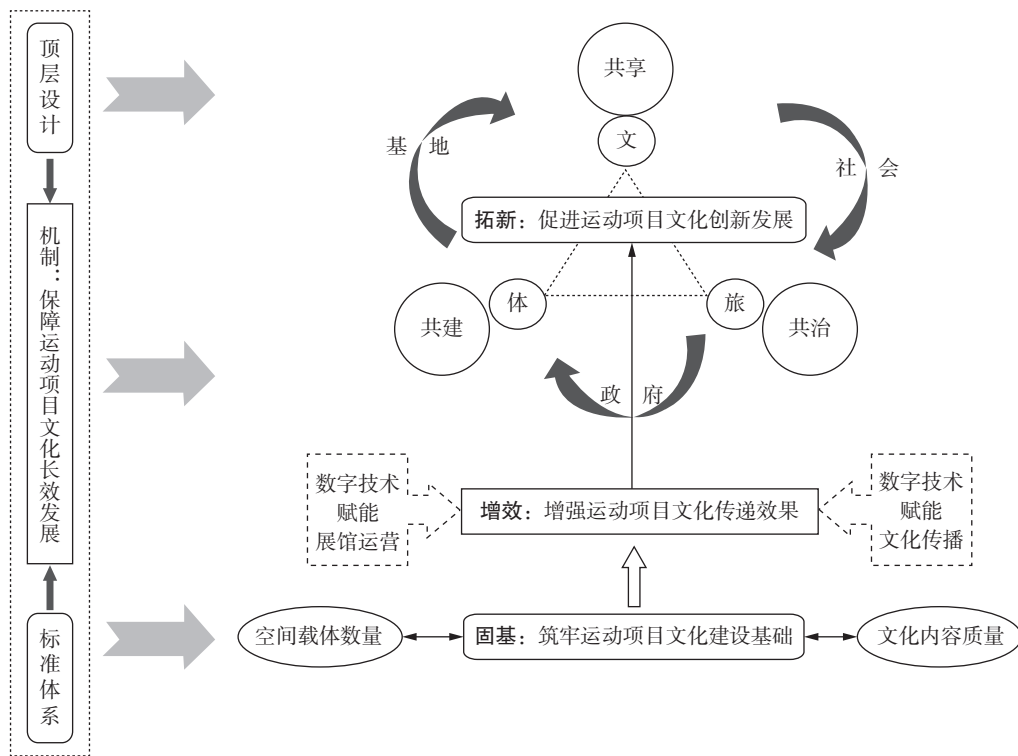 顶层设计
机制：保障运动项目文化长效发展
标准体系
共享
文
基地
社会
拓新：促进运动项目文化创新发展
体
旅
共建
共治
政府
数字技术
赋能
展馆运营
增效：增强运动项目文化传递效果
数字技术
赋能
文化传播
空间载体数量
固基：筑牢运动项目文化建设基础
文化内容质量